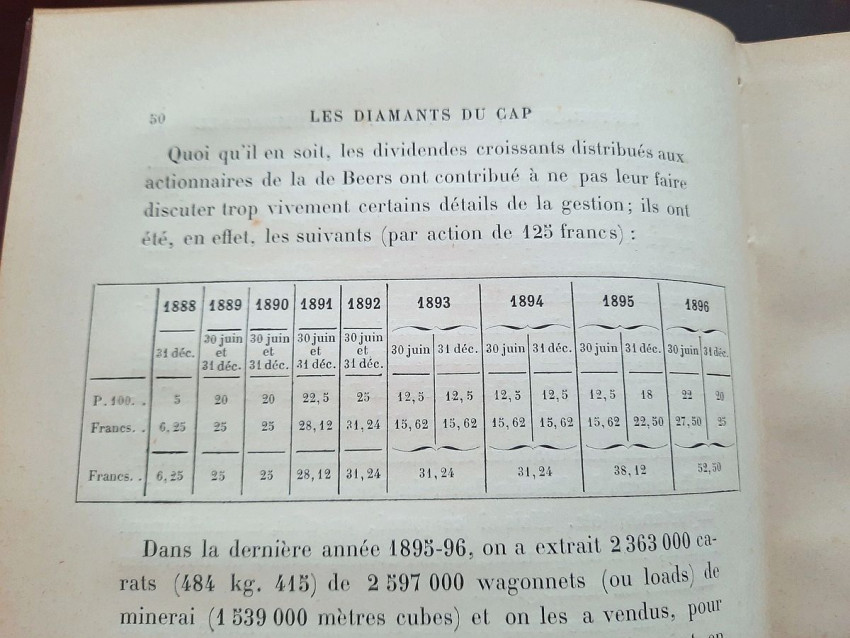 50 LES DIAMANTS DU CAP
Quoi qu'il en soit, les dividendes croissants distribués aux
actionnaires de la de Beers ont contribué à ne pas leur faire
discuter trop vivement certains détails de la gestion; ils ont
été, en effet, les suivants (par action de 125 francs) :
1888 1889 1890 1891 1892 1893 1894 1895 1896
30 juin 30 juin 30 juin 30 juin
31 déc. et et et et 30 juin 31 déc. 30 juin 31 déc. 30 juin 31 déc. 30 juin 31 déc.
31 déc. 31 déc. 31 déc. 31 déc.
P. 100. . 5 20 20 22,5 25 12,5 12,5 12,5 12,5 12,5 18 22 20
Francs. . 6,25 25 25 28,12 31,24 15,62 15,62 15,62 15,62 15,62 22,50 27,50 25
Francs. . 6,25 25 25 28,12 31,24 31,24 31,24 38,12 52,50
Dans la dernière année 1895-96, on a extrait 2 363 000 ca-
rats (484 kg. 415) de 2 597 000 wagonnets (ou loads) de
minerai (1 539 000 mètres cubes) et on les a vendus, pour